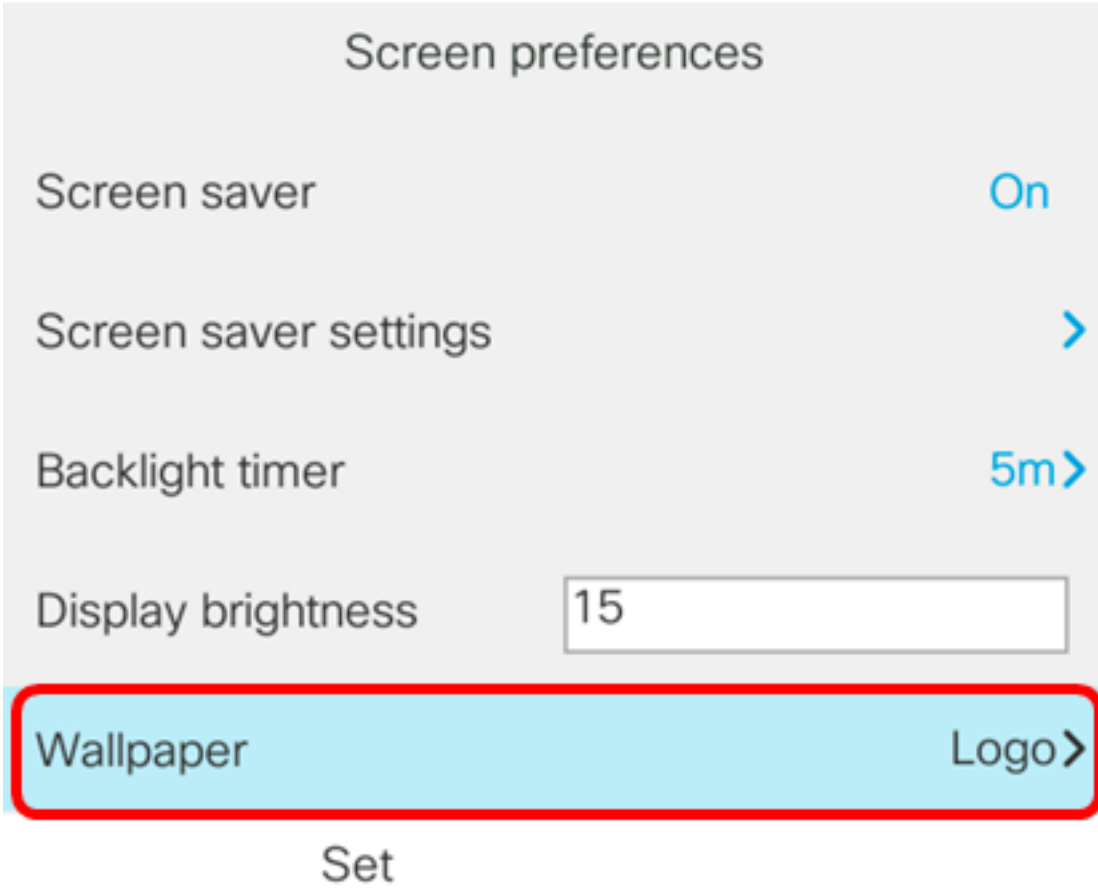 Screen preferences
Screen saver On
Screen saver settings
Backlight timer 5m
Display brightness 15
Wallpaper Logo
Set